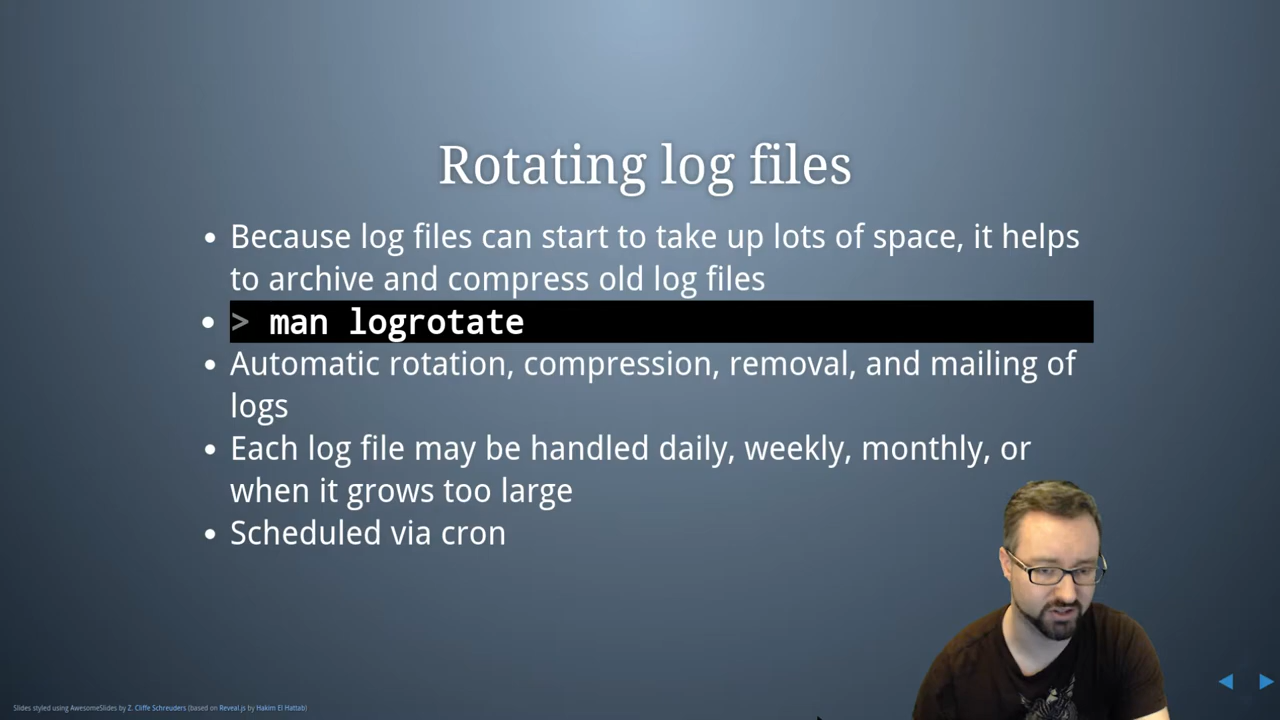 Rotating log files
• Because log files can start to take up lots of space, it helps
to archive and compress old log files
• > man logrotate
• Automatic rotation, compression, removal, and mailing of
logs
• Each log file may be handled daily, weekly, monthly, or
when it grows too large
• Scheduled via cron
Slides styled using AwesomeSlides by Z. Cliffe Schreuders (based on Reveal.js by Hakim El Hattab)